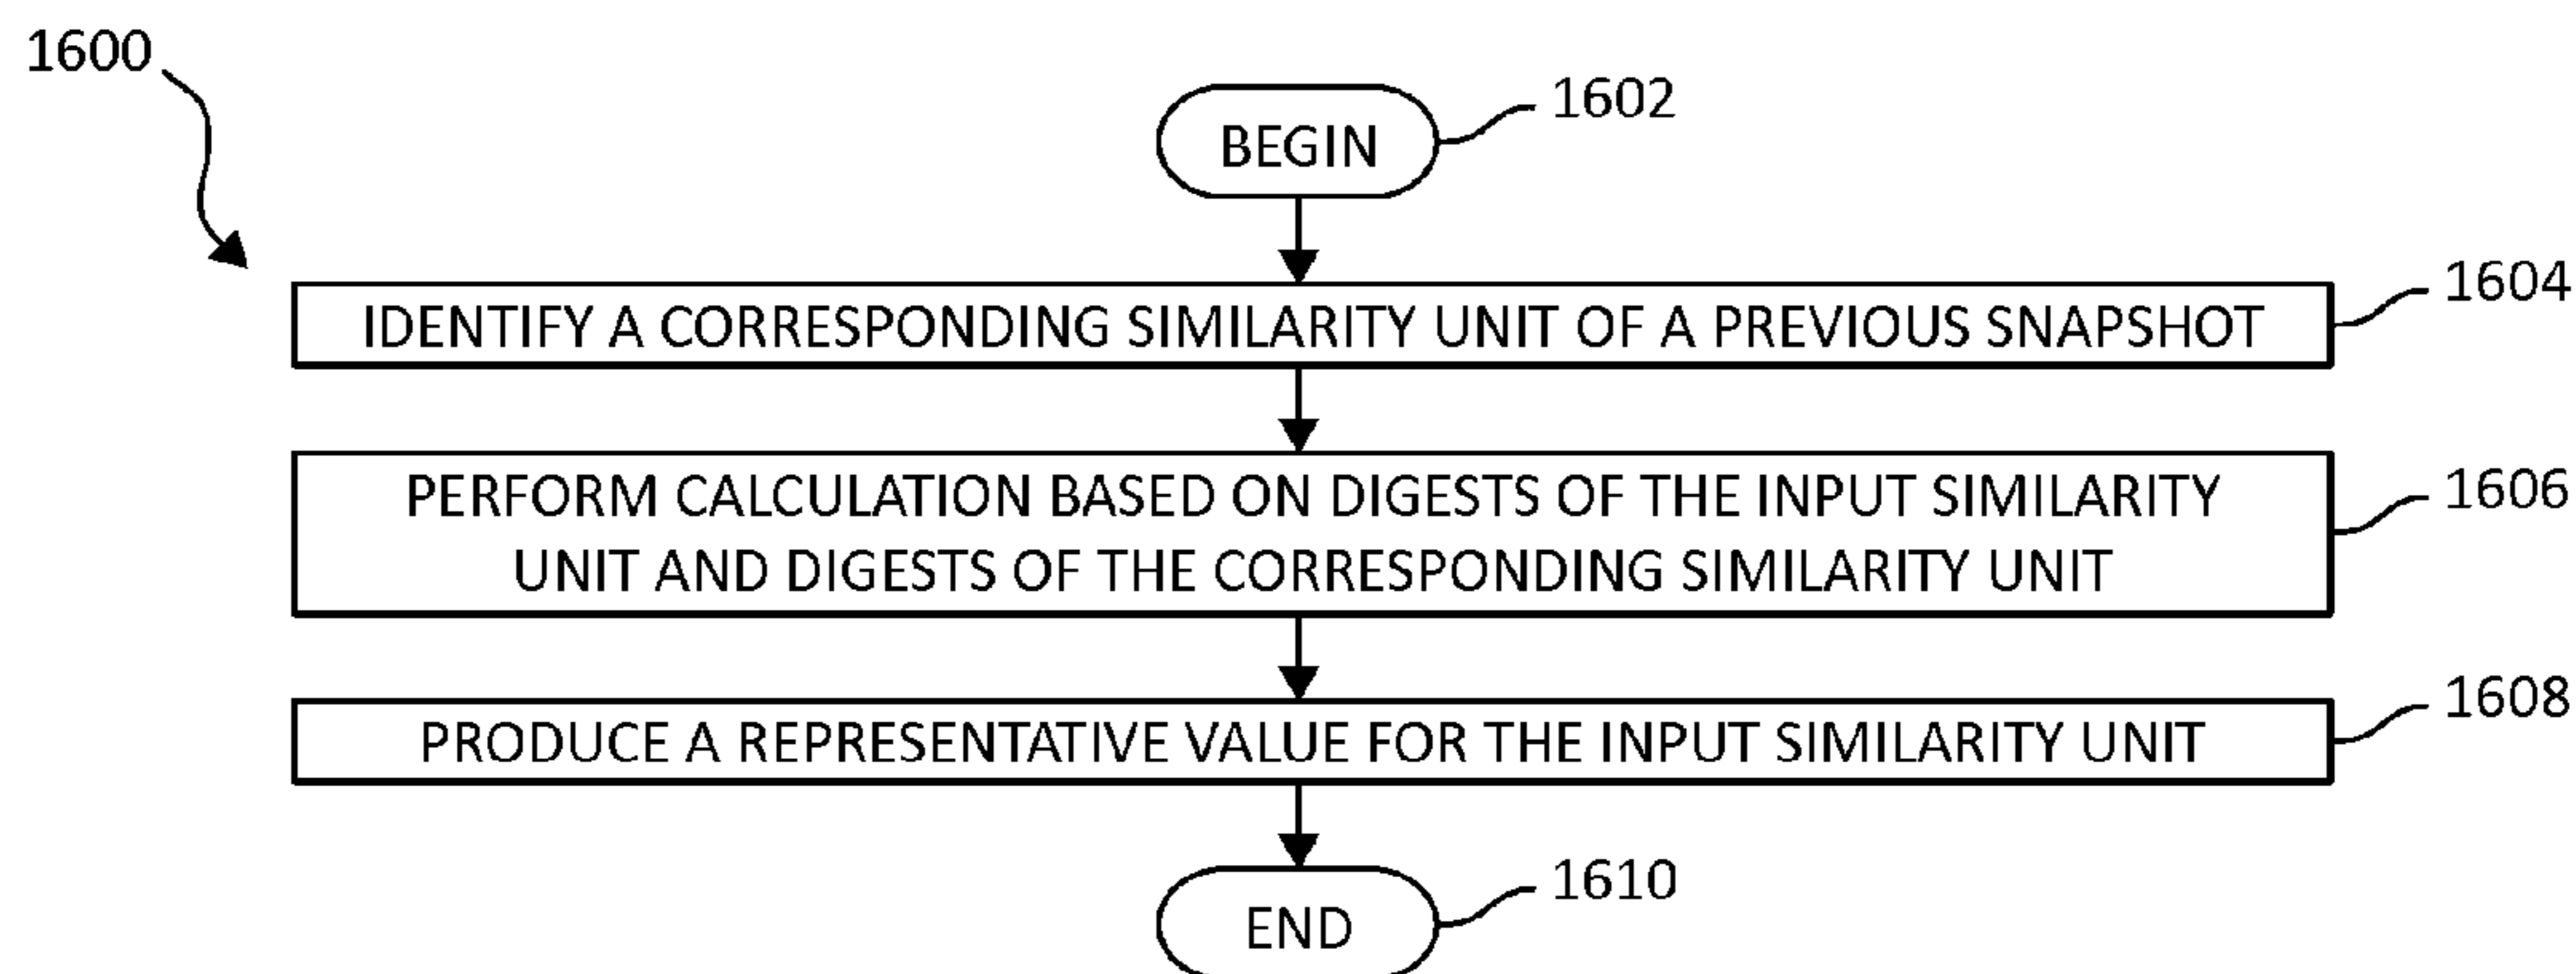 1600
1602
BEGIN
1604
IDENTIFY A CORRESPONDING SIMILARITY UNIT OF A PREVIOUS SNAPSHOT
1606
PERFORM CALCULATION BASED ON DIGESTS OF THE INPUT SIMILARITY
UNIT AND DIGESTS OF THE CORRESPONDING SIMILARITY UNIT
1608
PRODUCE A REPRESENTATIVE VALUE FOR THE INPUT SIMILARITY UNIT
1610
END